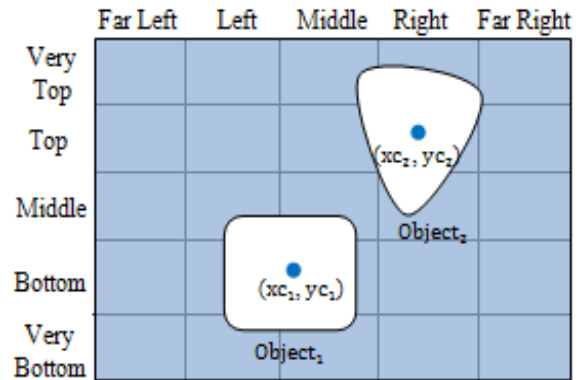 Far Left Left Middle Right Far Right
Very
Top
Top
(xc₂, yc₂)
Middle
Object₂
Bottom
(xc₁, yc₁)
Very
Bottom
Object₁